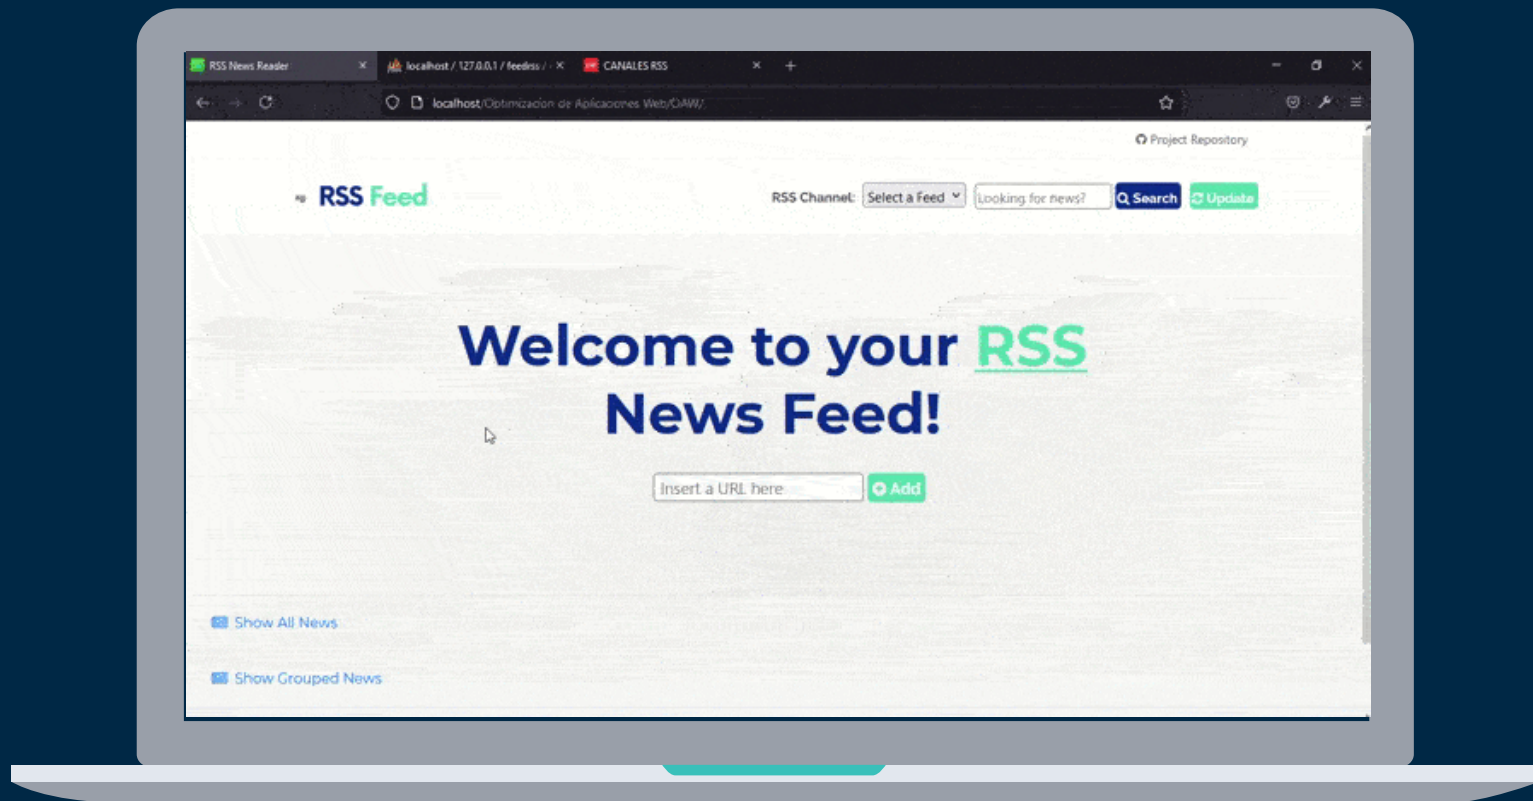 RSS News Reader
localhost / 127.0.0.1 / feedrss /
CANALES RSS
localhost/Optimizacion de Aplicaciones Web/OAW/
Project Repository
RSS Feed
RSS Channel:
Select a Feed
Looking for news?
Search
Update
Welcome to your RSS
News Feed!
Insert a URL here
Add
Show All News
Show Grouped News